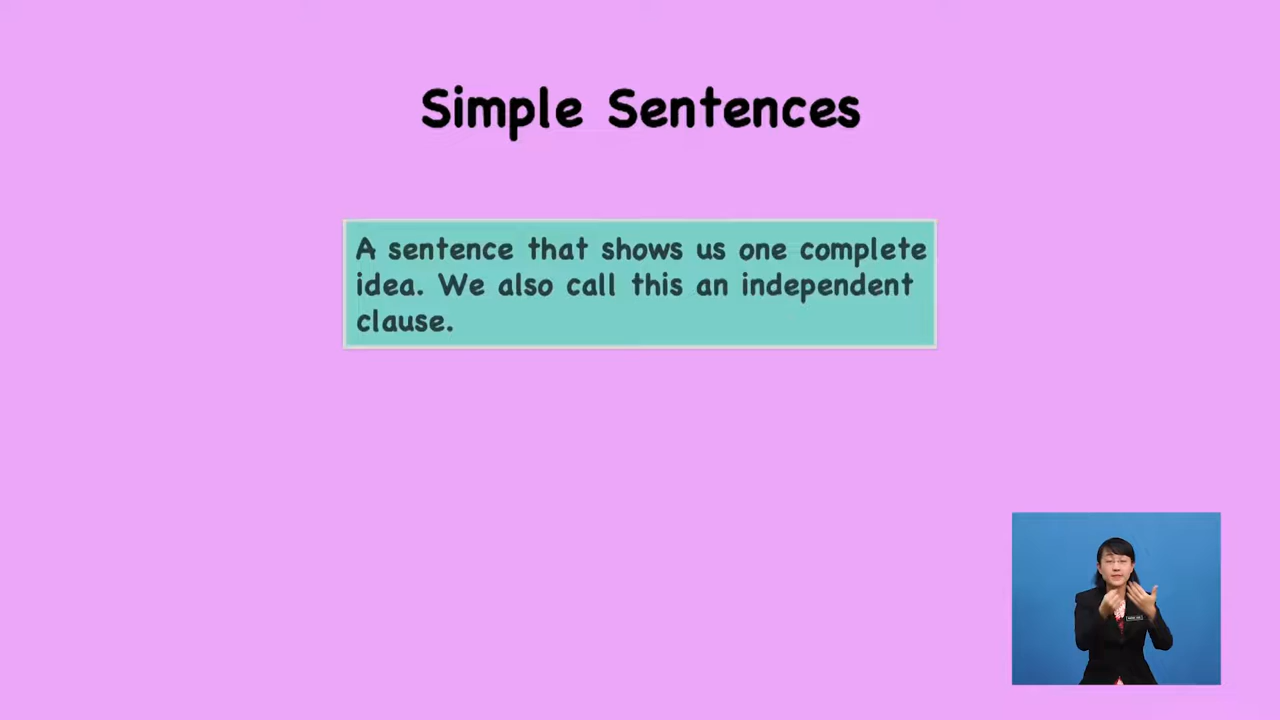 Simple Sentences
A sentence that shows us one complete
idea. We also call this an independent
clause.